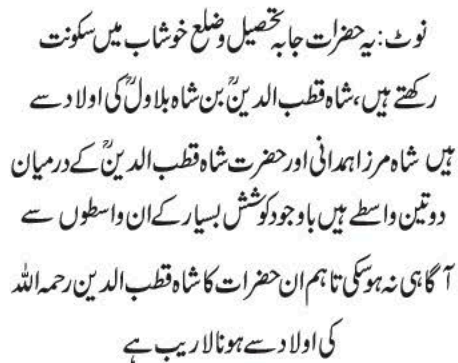 نوٹ: یہ حضرات جابہ تحصیل وضلع خوشاب میں سکونت
رکھتے ہیں، شاہ قطب الدینؒ بن شاہ بلاولؒ کی اولاد سے
ہیں شاہ مرزا ہمدانی اور حضرت شاہ قطب الدینؒ کے درمیان
دو تین واسطے ہیں باوجود کوشش بسیار کے ان واسطوں سے
آگاہی نہ ہوسکی تاہم ان حضرات کا شاہ قطب الدین رحمہ اللہ
کی اولاد سے ہونا لاریب ہے